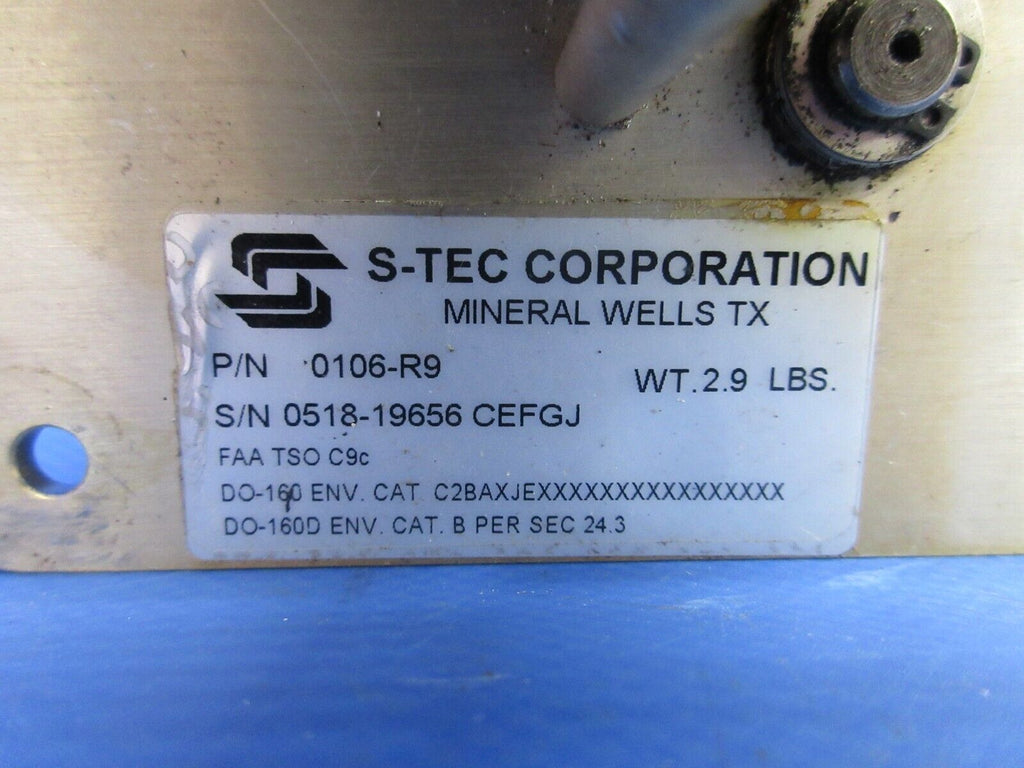 S-TEC CORPORATION
MINERAL WELLS TX
P/N 0106-R9
WT. 2.9 LBS.
S/N 0518-19656 CEFGJ
FAA TSO C9c
DO-160 ENV. CAT. C2BAXJEXXXXXXXXXXXXXXXX
DO-160D ENV. CAT. B PER SEC 24.3